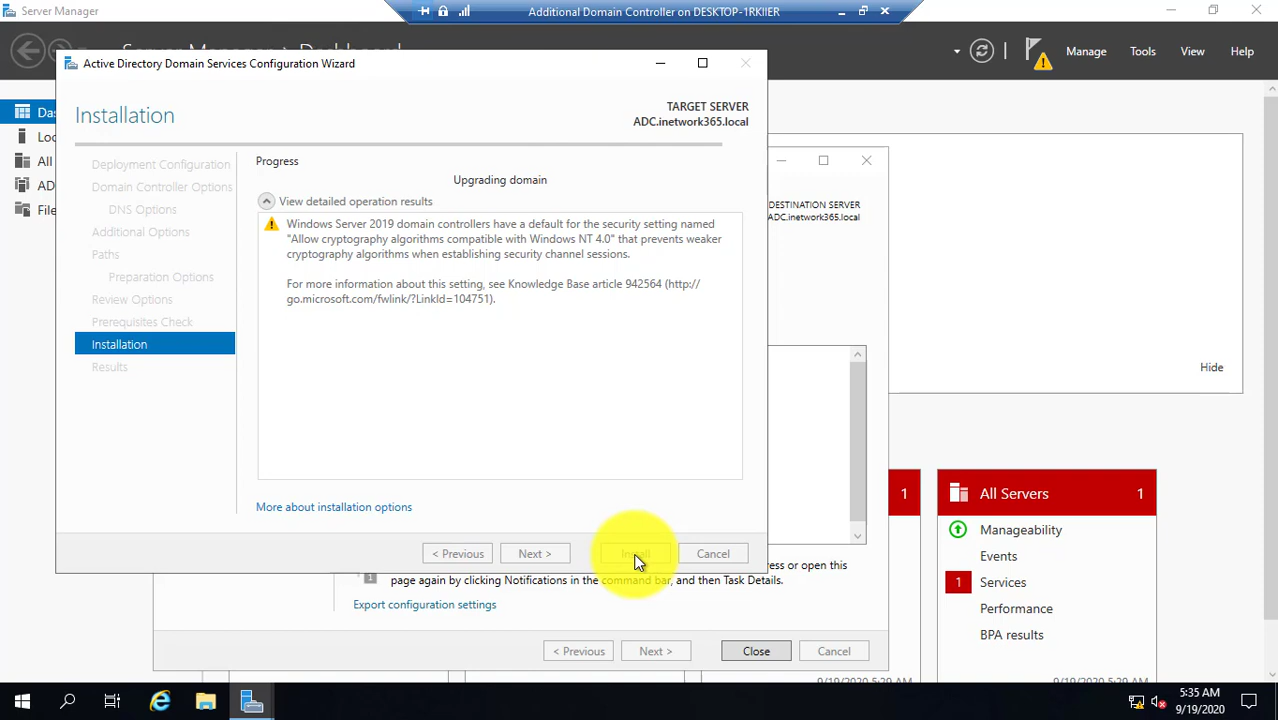 Server Manager
Additional Domain Controller on DESKTOP-1RKIIER
Manage
Tools
View
Help
Active Directory Domain Services Configuration Wizard
Installation
TARGET SERVER
ADC.inetwork365.local
Deployment Configuration
Domain Controller Options
DNS Options
Additional Options
Paths
Preparation Options
Review Options
Prerequisites Check
Installation
Results
Progress
Upgrading domain
View detailed operation results
Windows Server 2019 domain controllers have a default for the security setting named
"Allow cryptography algorithms compatible with Windows NT 4.0" that prevents weaker
cryptography algorithms when establishing security channel sessions.
For more information about this setting, see Knowledge Base article 942564 (http://
go.microsoft.com/fwlink/?LinkId=104751).
More about installation options
< Previous
Next >
Install
Cancel
DESTINATION SERVER
ADC.inetwork365.local
Hide
1
All Servers
1
Manageability
Events
1
Services
Performance
BPA results
1
ress or open this
page again by clicking Notifications in the command bar, and then Task Details.
Export configuration settings
< Previous
Next >
Close
Cancel
5:35 AM
9/19/2020